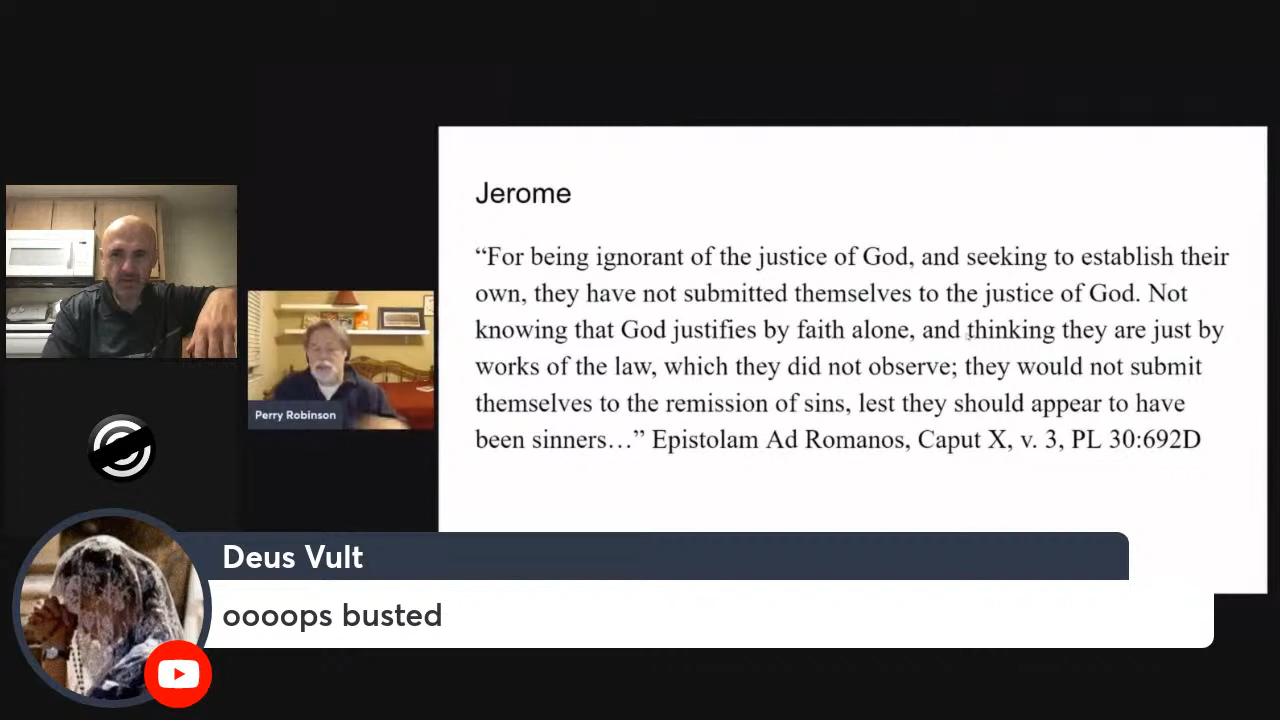 Jerome
“For being ignorant of the justice of God, and seeking to establish their
own, they have not submitted themselves to the justice of God. Not
knowing that God justifies by faith alone, and thinking they are just by
works of the law, which they did not observe; they would not submit
themselves to the remission of sins, lest they should appear to have
been sinners…” Epistolam Ad Romanos, Caput X, v. 3, PL 30:692D
Perry Robinson
Deus Vult
oooops busted